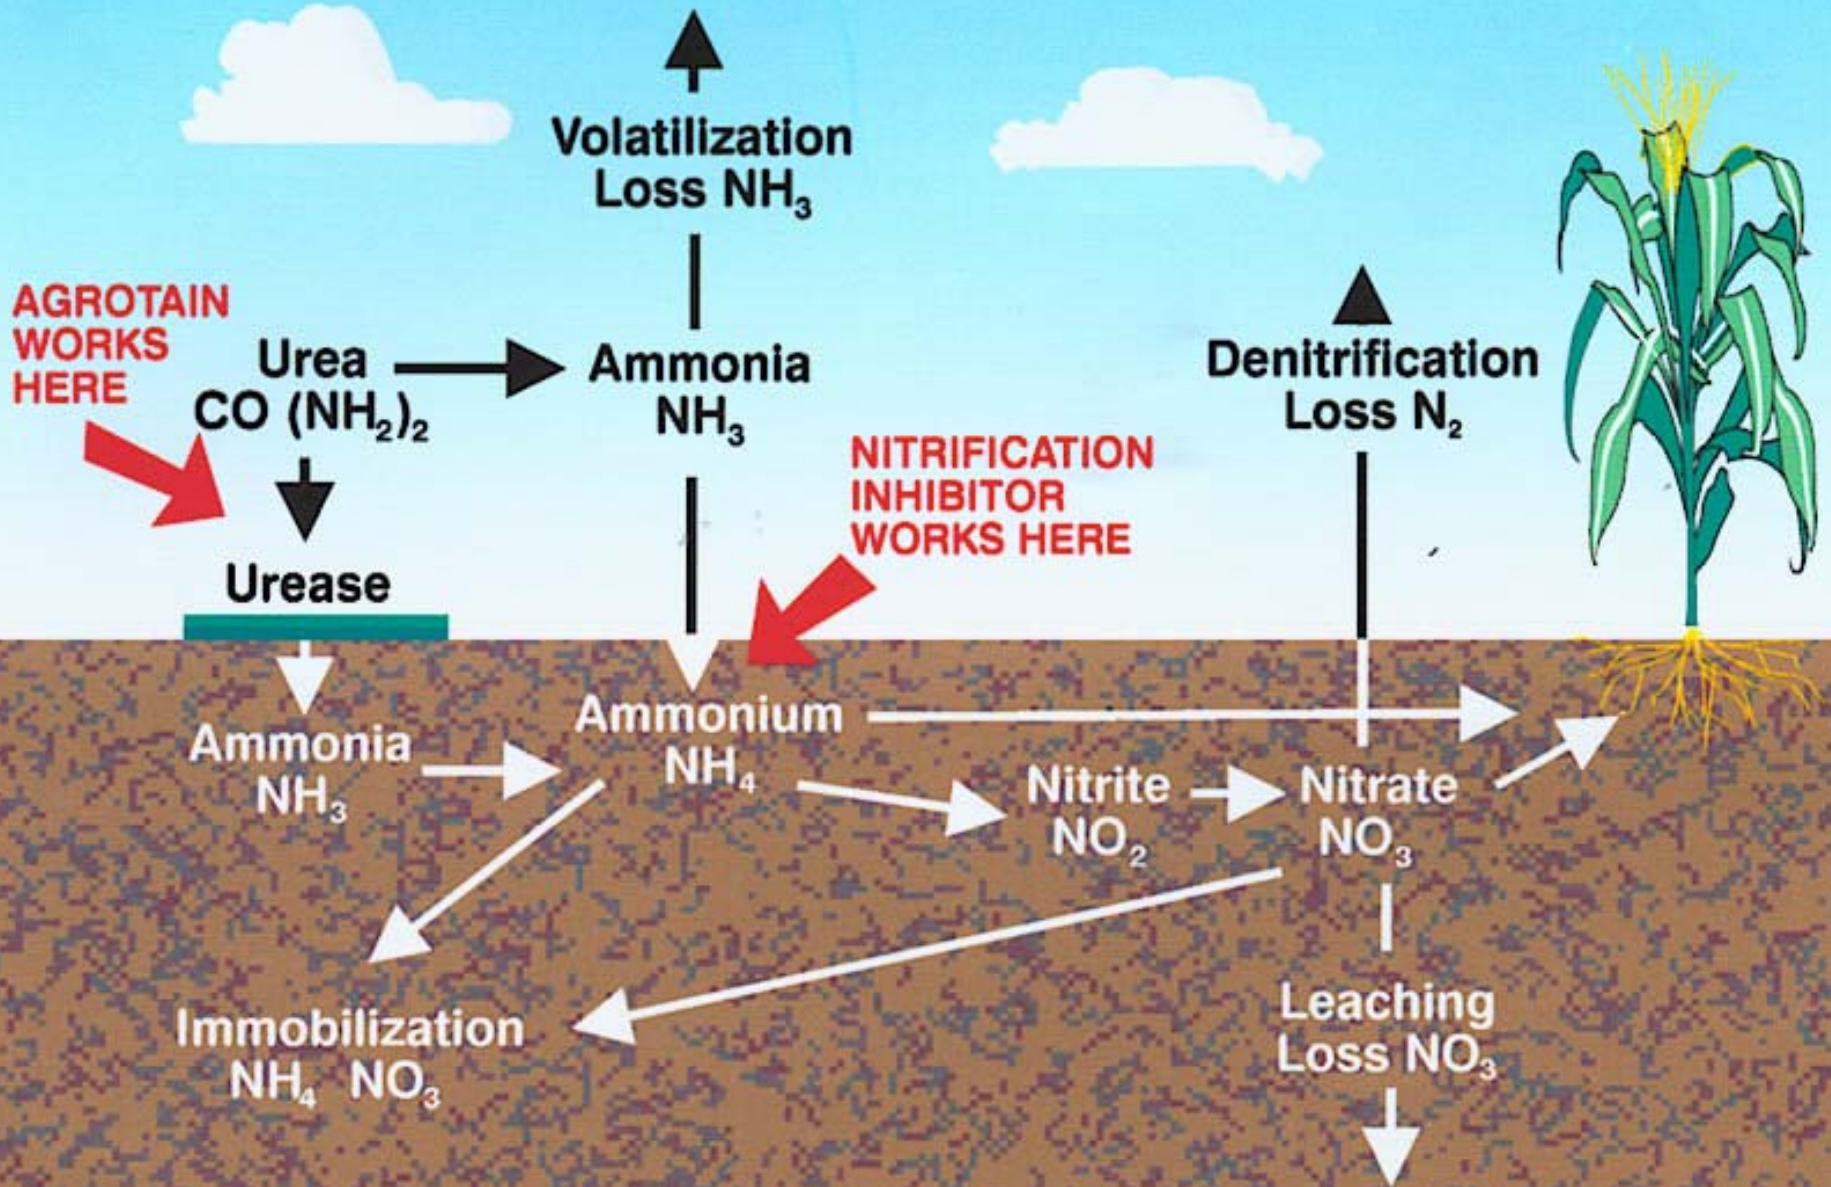 Volatilization
Loss NH₃
AGROTAIN
WORKS
HERE
Urea
CO (NH₂)₂
Ammonia
NH₃
Denitrification
Loss N₂
NITRIFICATION
INHIBITOR
WORKS HERE
Urease
Ammonia
NH₃
Ammonium
NH₄
Nitrite
NO₂
Nitrate
NO₃
Immobilization
NH₄ NO₃
Leaching
Loss NO₃